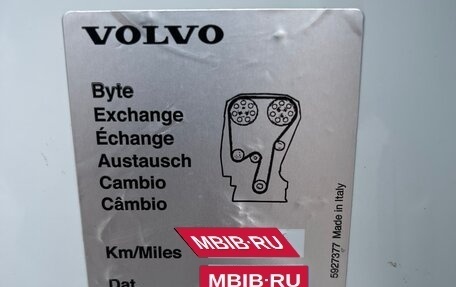 VOLVO
Byte
Exchange
Échange
Austausch
Cambio
Câmbio
Km/Miles MBIB.RU
Dat MBIB.RU
5927377 Made in Italy